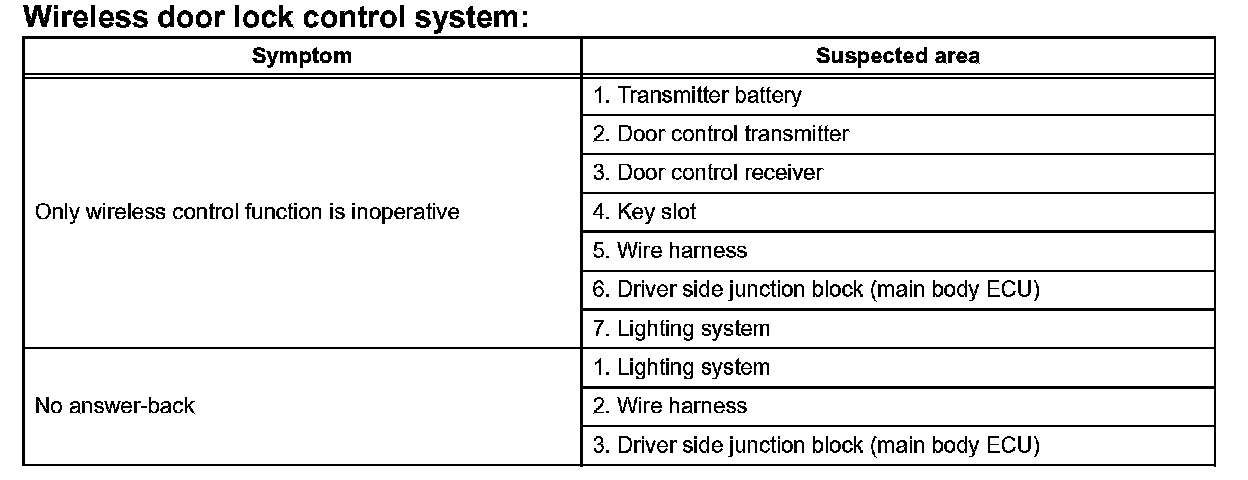 Wireless door lock control system:
Symptom Suspected area
Only wireless control function is inoperative
1. Transmitter battery
2. Door control transmitter
3. Door control receiver
4. Key slot
5. Wire harness
6. Driver side junction block (main body ECU)
7. Lighting system
No answer-back
1. Lighting system
2. Wire harness
3. Driver side junction block (main body ECU)